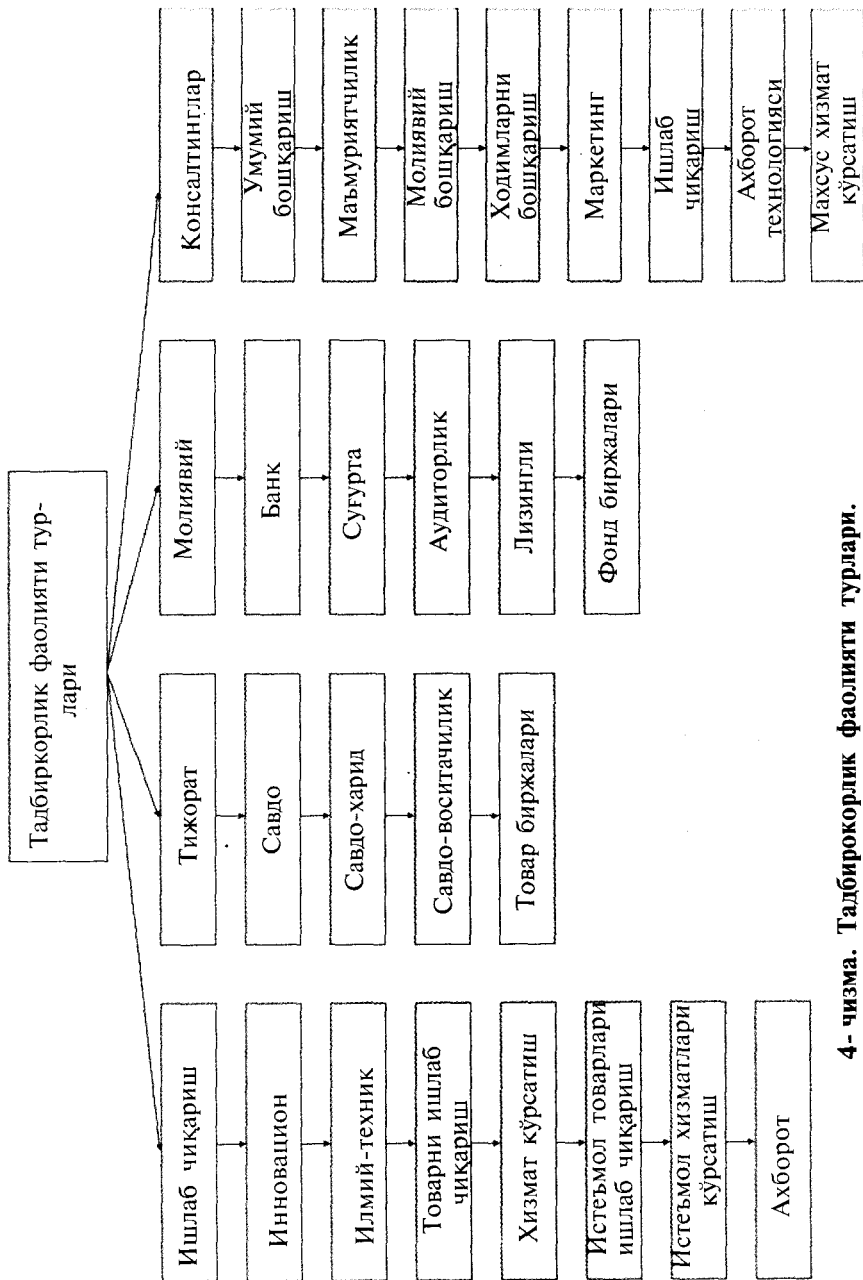 Тадбиркорлик фаолияти тур-
лари
Ишлаб чиқариш
Инновацион
Илмий-техник
Товарни ишлаб
чиқариш
Хизмат кўрсатиш
Истеъмол товарлари
ишлаб чиқариш
Истеъмол хизматлари
кўрсатиш
Ахборот
Тижорат
Савдо
Савдо-харид
Савдо-воситачилик
Товар биржалари
Молиявий
Банк
Суғурта
Аудиторлик
Лизингли
Фонд биржалари
Консалтинглар
Умумий
бошқариш
Маъмуриятчилик
Молиявий
бошқариш
Ходимларни
бошқариш
Маркетинг
Ишлаб
чиқариш
Ахборот
технологияси
Махсус хизмат
кўрсатиш
4- чизма. Тадбирокорлик фаолияти турлари.